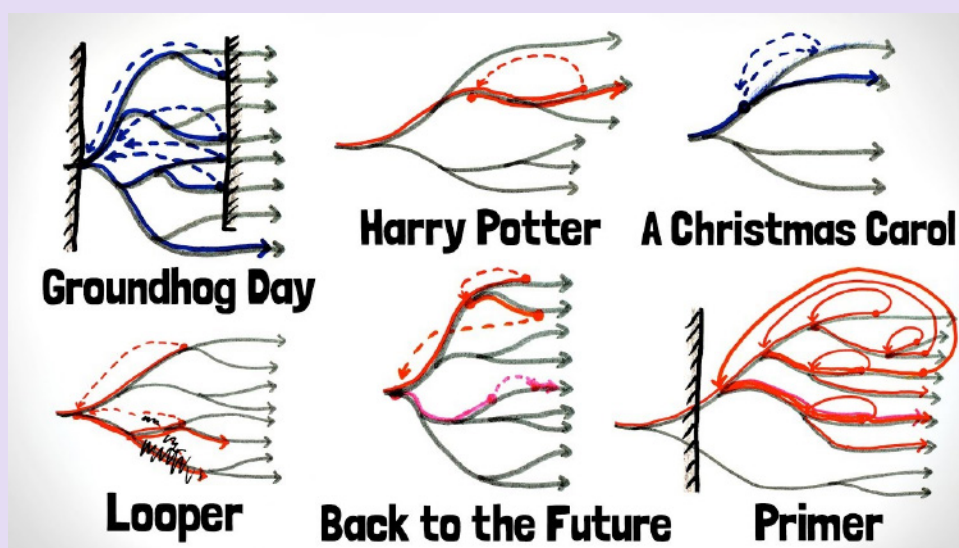 Groundhog Day
Harry Potter
A Christmas Carol
Looper
Back to the Future
Primer